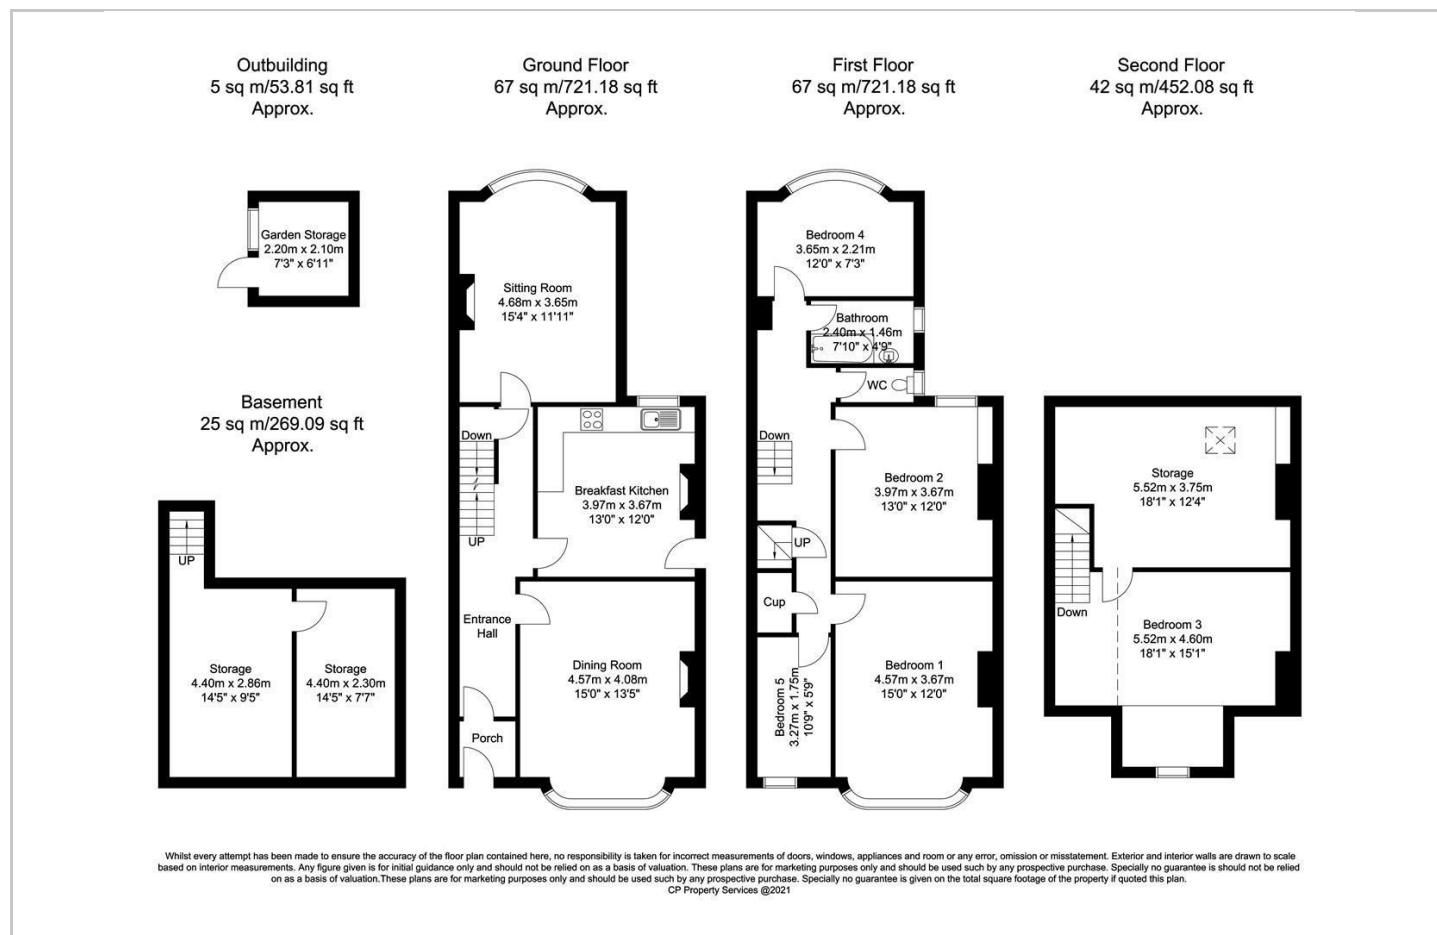 Outbuilding
5 sq m/53.81 sq ft
Approx.
Ground Floor
67 sq m/721.18 sq ft
Approx.
First Floor
67 sq m/721.18 sq ft
Approx.
Second Floor
42 sq m/452.08 sq ft
Approx.
Garden Storage
2.20m x 2.10m
7'3" x 6'11"
Basement
25 sq m/269.09 sq ft
Approx.
UP
Storage
4.40m x 2.86m
14'5" x 9'5"
Storage
4.40m x 2.30m
14'5" x 7'7"
Sitting Room
4.68m x 3.65m
15'4" x 11'11"
Down
UP
Breakfast Kitchen
3.97m x 3.67m
13'0" x 12'0"
Entrance
Hall
Dining Room
4.57m x 4.08m
15'0" x 13'5"
Porch
Bedroom 4
3.65m x 2.21m
12'0" x 7'3"
Bathroom
2.40m x 1.46m
7'10" x 4'9"
WC
Down
Bedroom 2
3.97m x 3.67m
13'0" x 12'0"
UP
Cup
Bedroom 5
3.27m x 1.75m
10'9" x 5'9"
Bedroom 1
4.57m x 3.67m
15'0" x 12'0"
Storage
5.52m x 3.75m
18'1" x 12'4"
Down
Bedroom 3
5.52m x 4.60m
18'1" x 15'1"
Whilst every attempt has been made to ensure the accuracy of the floor plan contained here, no responsibility is taken for incorrect measurements of doors, windows, appliances and room or any error, omission or misstatement. Exterior and interior walls are drawn to scale
based on interior measurements. Any figure given is for initial guidance only and should not be relied on as a basis of valuation. These plans are for marketing purposes only and should be used such by any prospective purchase. Specially no guarantee is should not be relied
on as a basis of valuation.These plans are for marketing purposes only and should be used such by any prospective purchase. Specially no guarantee is given on the total square footage of the property if quoted this plan.
CP Property Services @2021